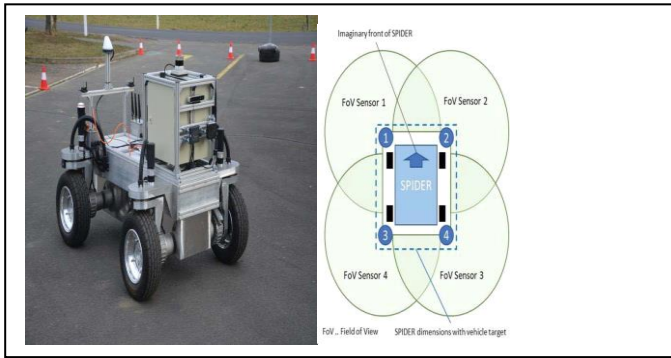 Imaginary front of SPIDER
FoV Sensor 1
FoV Sensor 2
1
2
SPIDER
3
4
FoV Sensor 4
FoV Sensor 3
FoV .. Field of View
SPIDER dimensions with vehicle target